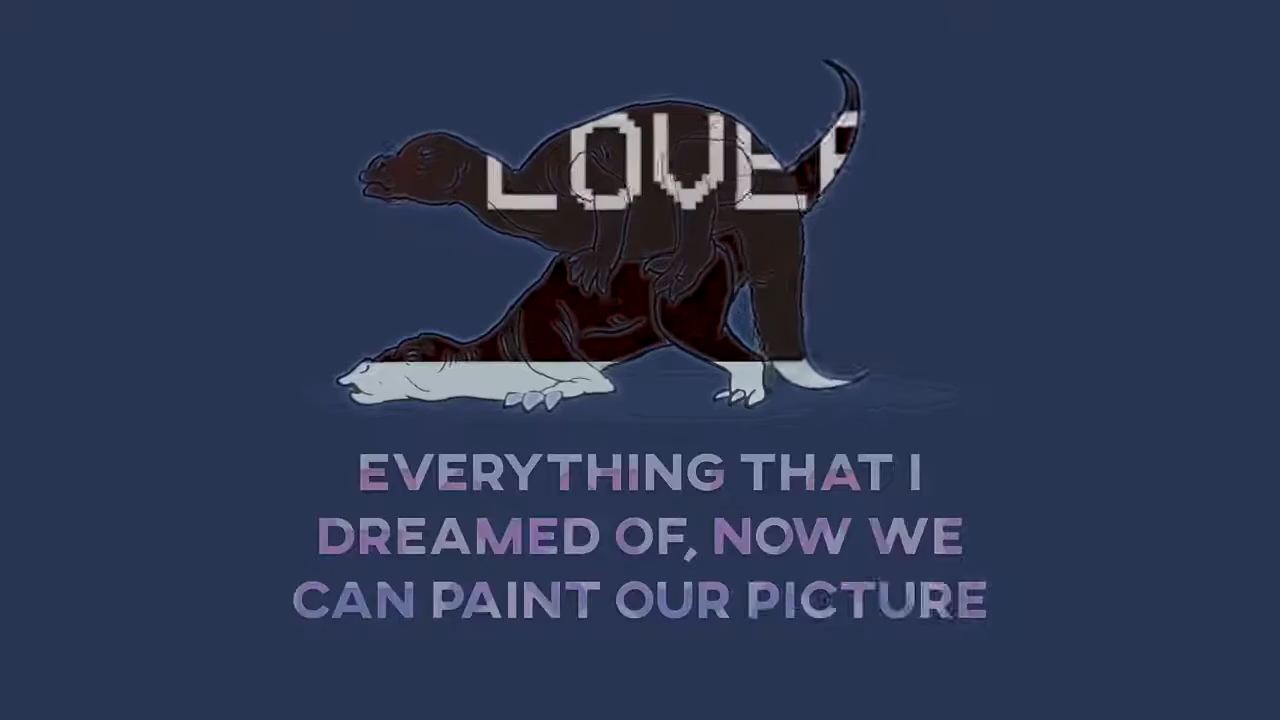 LOVE
EVERYTHING THAT I
DREAMED OF, NOW WE
CAN PAINT OUR PICTURE